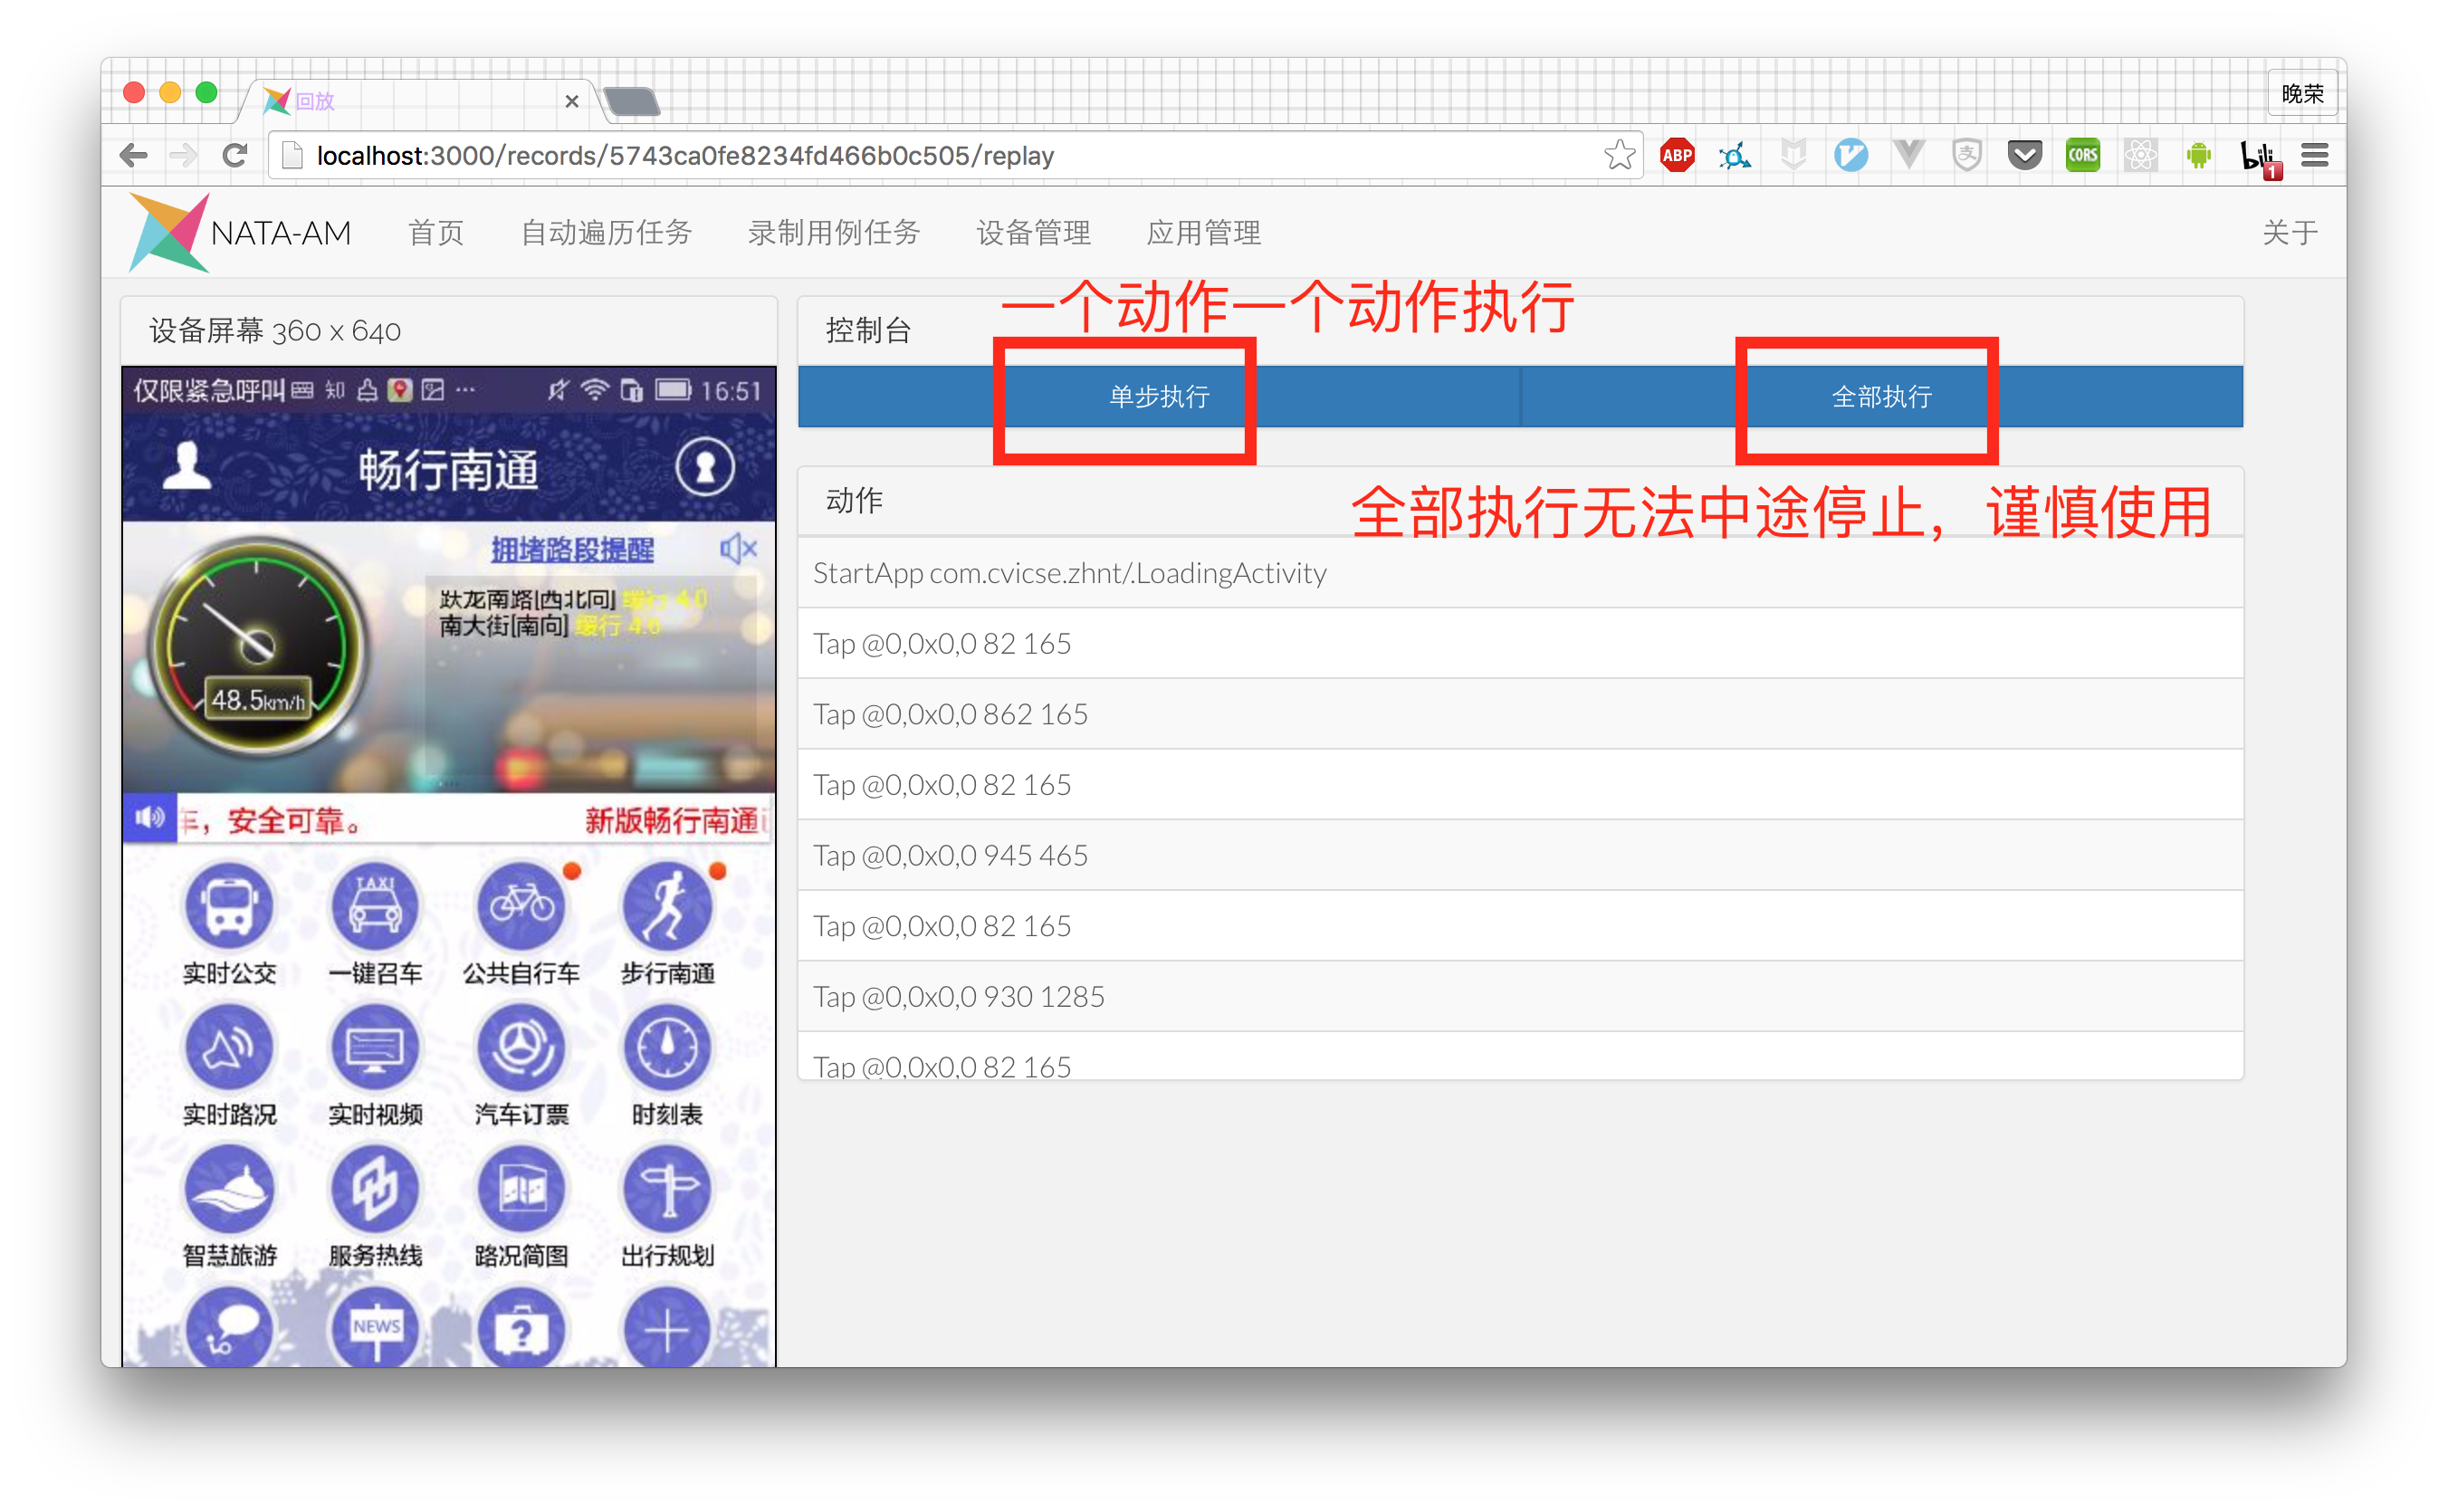 回放
晚荣
localhost:3000/records/5743ca0fe8234fd466b0c505/replay
ABP
CORS
1
NATA-AM 首页 自动遍历任务 录制用例任务 设备管理 应用管理 关于
一个动作一个动作执行
设备屏幕 360 x 640
控制台
单步执行 全部执行
仅限紧急呼叫 知 ... 16:51
畅行南通
动作
全部执行无法中途停止，谨慎使用
拥堵路段提醒
跃龙南路[西北向] 缓行 4.0
南大街[南向] 缓行 4.6
48.5km/h
车，安全可靠。 新版畅行南通
StartApp com.cvicse.zhnt/.LoadingActivity
Tap @0,0x0,0 82 165
Tap @0,0x0,0 862 165
Tap @0,0x0,0 82 165
Tap @0,0x0,0 945 465
Tap @0,0x0,0 82 165
Tap @0,0x0,0 930 1285
Tap @0,0x0,0 82 165
TAXI
实时公交 一键召车 公共自行车 步行南通
实时路况 实时视频 汽车订票 时刻表
智慧旅游 服务热线 路况简图 出行规划
NEWS